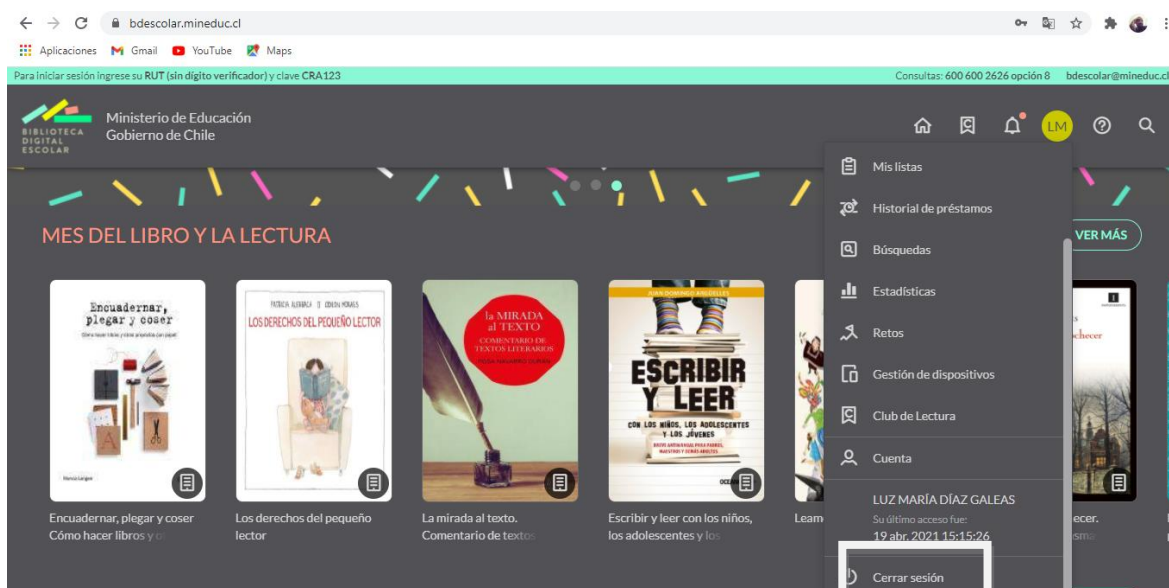 bdescolar.mineduc.cl
Aplicaciones Gmail YouTube Maps
Para iniciar sesión ingrese su RUT (sin dígito verificador) y clave CRA123 Consultas: 600 600 2626 opción 8 bdescolar@mineduc.cl
BIBLIOTECA
DIGITAL
ESCOLAR
Ministerio de Educación
Gobierno de Chile
LM
MES DEL LIBRO Y LA LECTURA
VER MÁS
Encuadernar,
plegar y coser
LOS DERECHOS DEL PEQUEÑO LECTOR
la MIRADA
al TEXTO
COMENTARIO DE
TEXTOS LITERARIOS
JUAN DOMINGO ARGÜELLES
ESCRIBIR
Y LEER
CON LOS NIÑOS, LOS ADOLESCENTES
Y LOS JÓVENES
Encuadernar, plegar y coser
Cómo hacer libros y
Los derechos del pequeño
lector
La mirada al texto.
Comentario de textos
Escribir y leer con los niños,
los adolescentes y los
Leam
Mis listas
Historial de préstamos
Búsquedas
Estadísticas
Retos
Gestión de dispositivos
Club de Lectura
Cuenta
LUZ MARÍA DÍAZ GALEAS
Su último acceso fue:
19 abr. 2021 15:15:26
Cerrar sesión
checer
ecer.